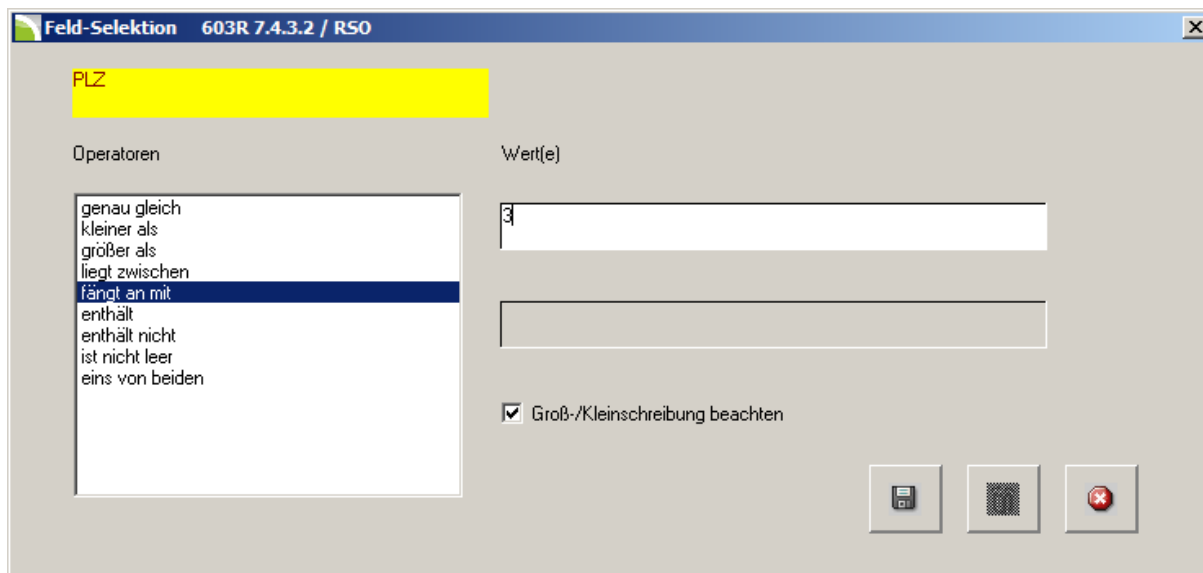 Feld-Selektion 603R 7.4.3.2 / RSO
PLZ
Operatoren
Wert(e)
genau gleich
kleiner als
größer als
liegt zwischen
fängt an mit
enthält
enthält nicht
ist nicht leer
eins von beiden
3
Groß-/Kleinschreibung beachten